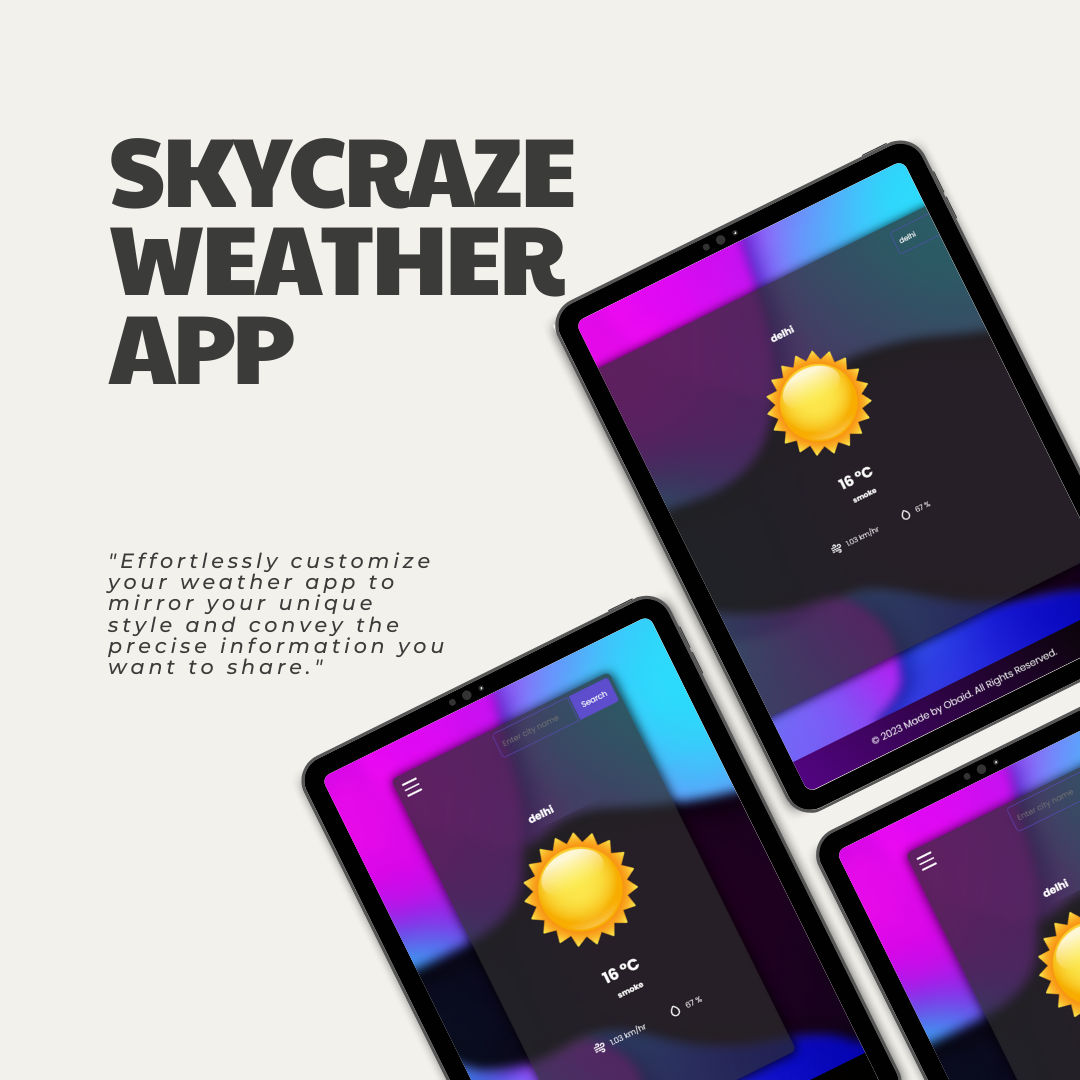 SKYCRAZE
WEATHER
APP
"Effortlessly customize
your weather app to
mirror your unique
style and convey the
precise information you
want to share."
delhi
delhi
16 °C
smoke
1.03 km/hr
67 %
© 2023 Made by Obaid. All Rights Reserved.
Enter city name
Search
delhi
16 °C
smoke
1.03 km/hr
67 %
Enter city name
delhi